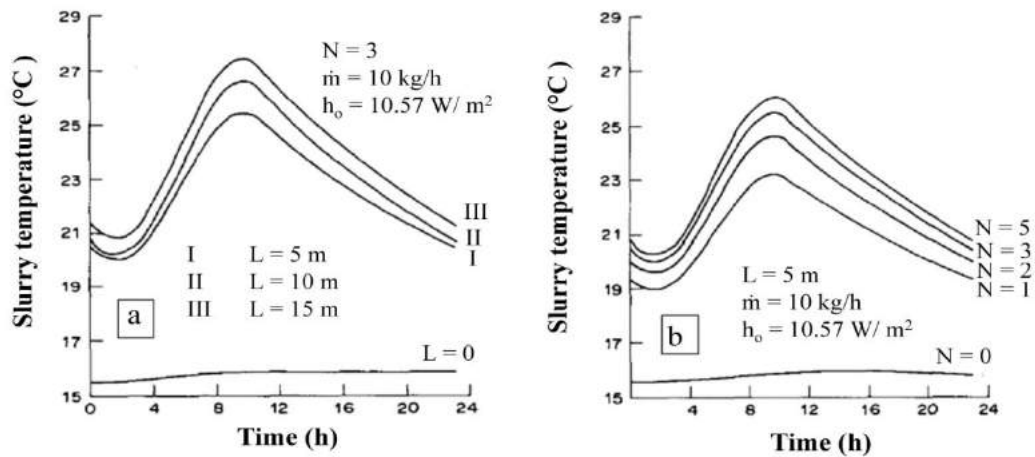 Slurry temperature (°C)
29
27
25
23
21
19
17
15
N = 3
ṁ = 10 kg/h
hₒ = 10.57 W/ m²
III
II
I
I L = 5 m
II L = 10 m
III L = 15 m
a
L = 0
0 4 8 12 16 20 24
Time (h)
Slurry temperature (°C)
29
27
25
23
21
19
17
15
N = 5
N = 3
N = 2
N = 1
L = 5 m
ṁ = 10 kg/h
hₒ = 10.57 W/ m²
b
N = 0
4 8 12 16 20 24
Time (h)